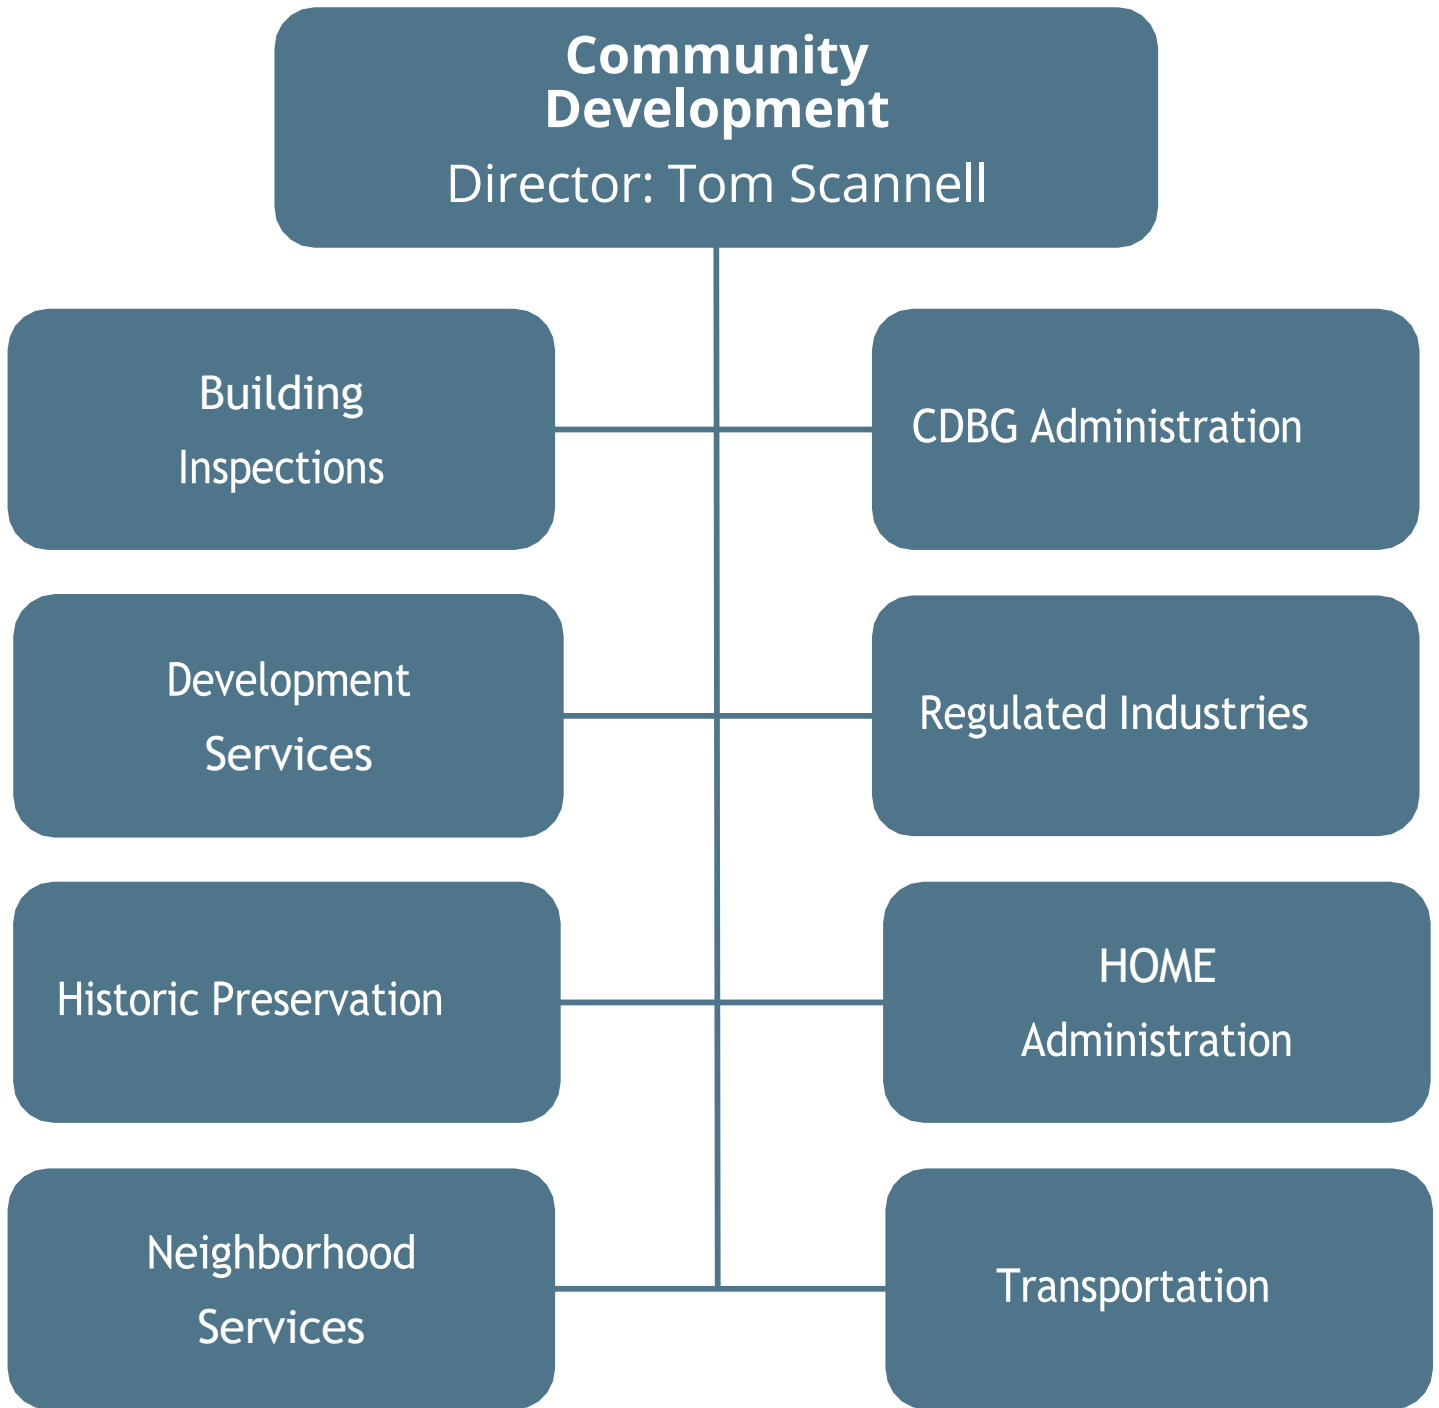 Community
Development
Director: Tom Scannell
Building
Inspections
CDBG Administration
Development
Services
Regulated Industries
Historic Preservation
HOME
Administration
Neighborhood
Services
Transportation